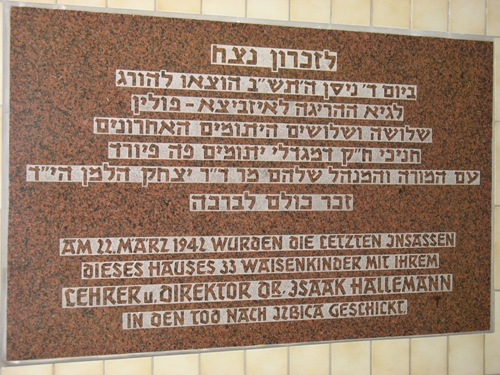 לזכרון נצח
ביום ד׳ ניסן ה׳תש״ב הוצאו להורג
לגיא ההריגה לאיזביצא - פולין
שלושה ושלושים היתומים האחרונים
חניכי ח״ק דמגדלי יתומים פה פיורד
עם המורה והמנהל שלהם מר ד״ר יצחק הלמן הי״ד
זכר כולם לברכה
AM 22. MÄRZ 1942 WURDEN DIE LETZTEN INSASSEN
DIESES HAUSES 33 WAISENKINDER MIT IHREM
LEHRER u. DIREKTOR DR. ISAAK HALLEMANN
IN DEN TOD NACH IZBICA GESCHICKT.